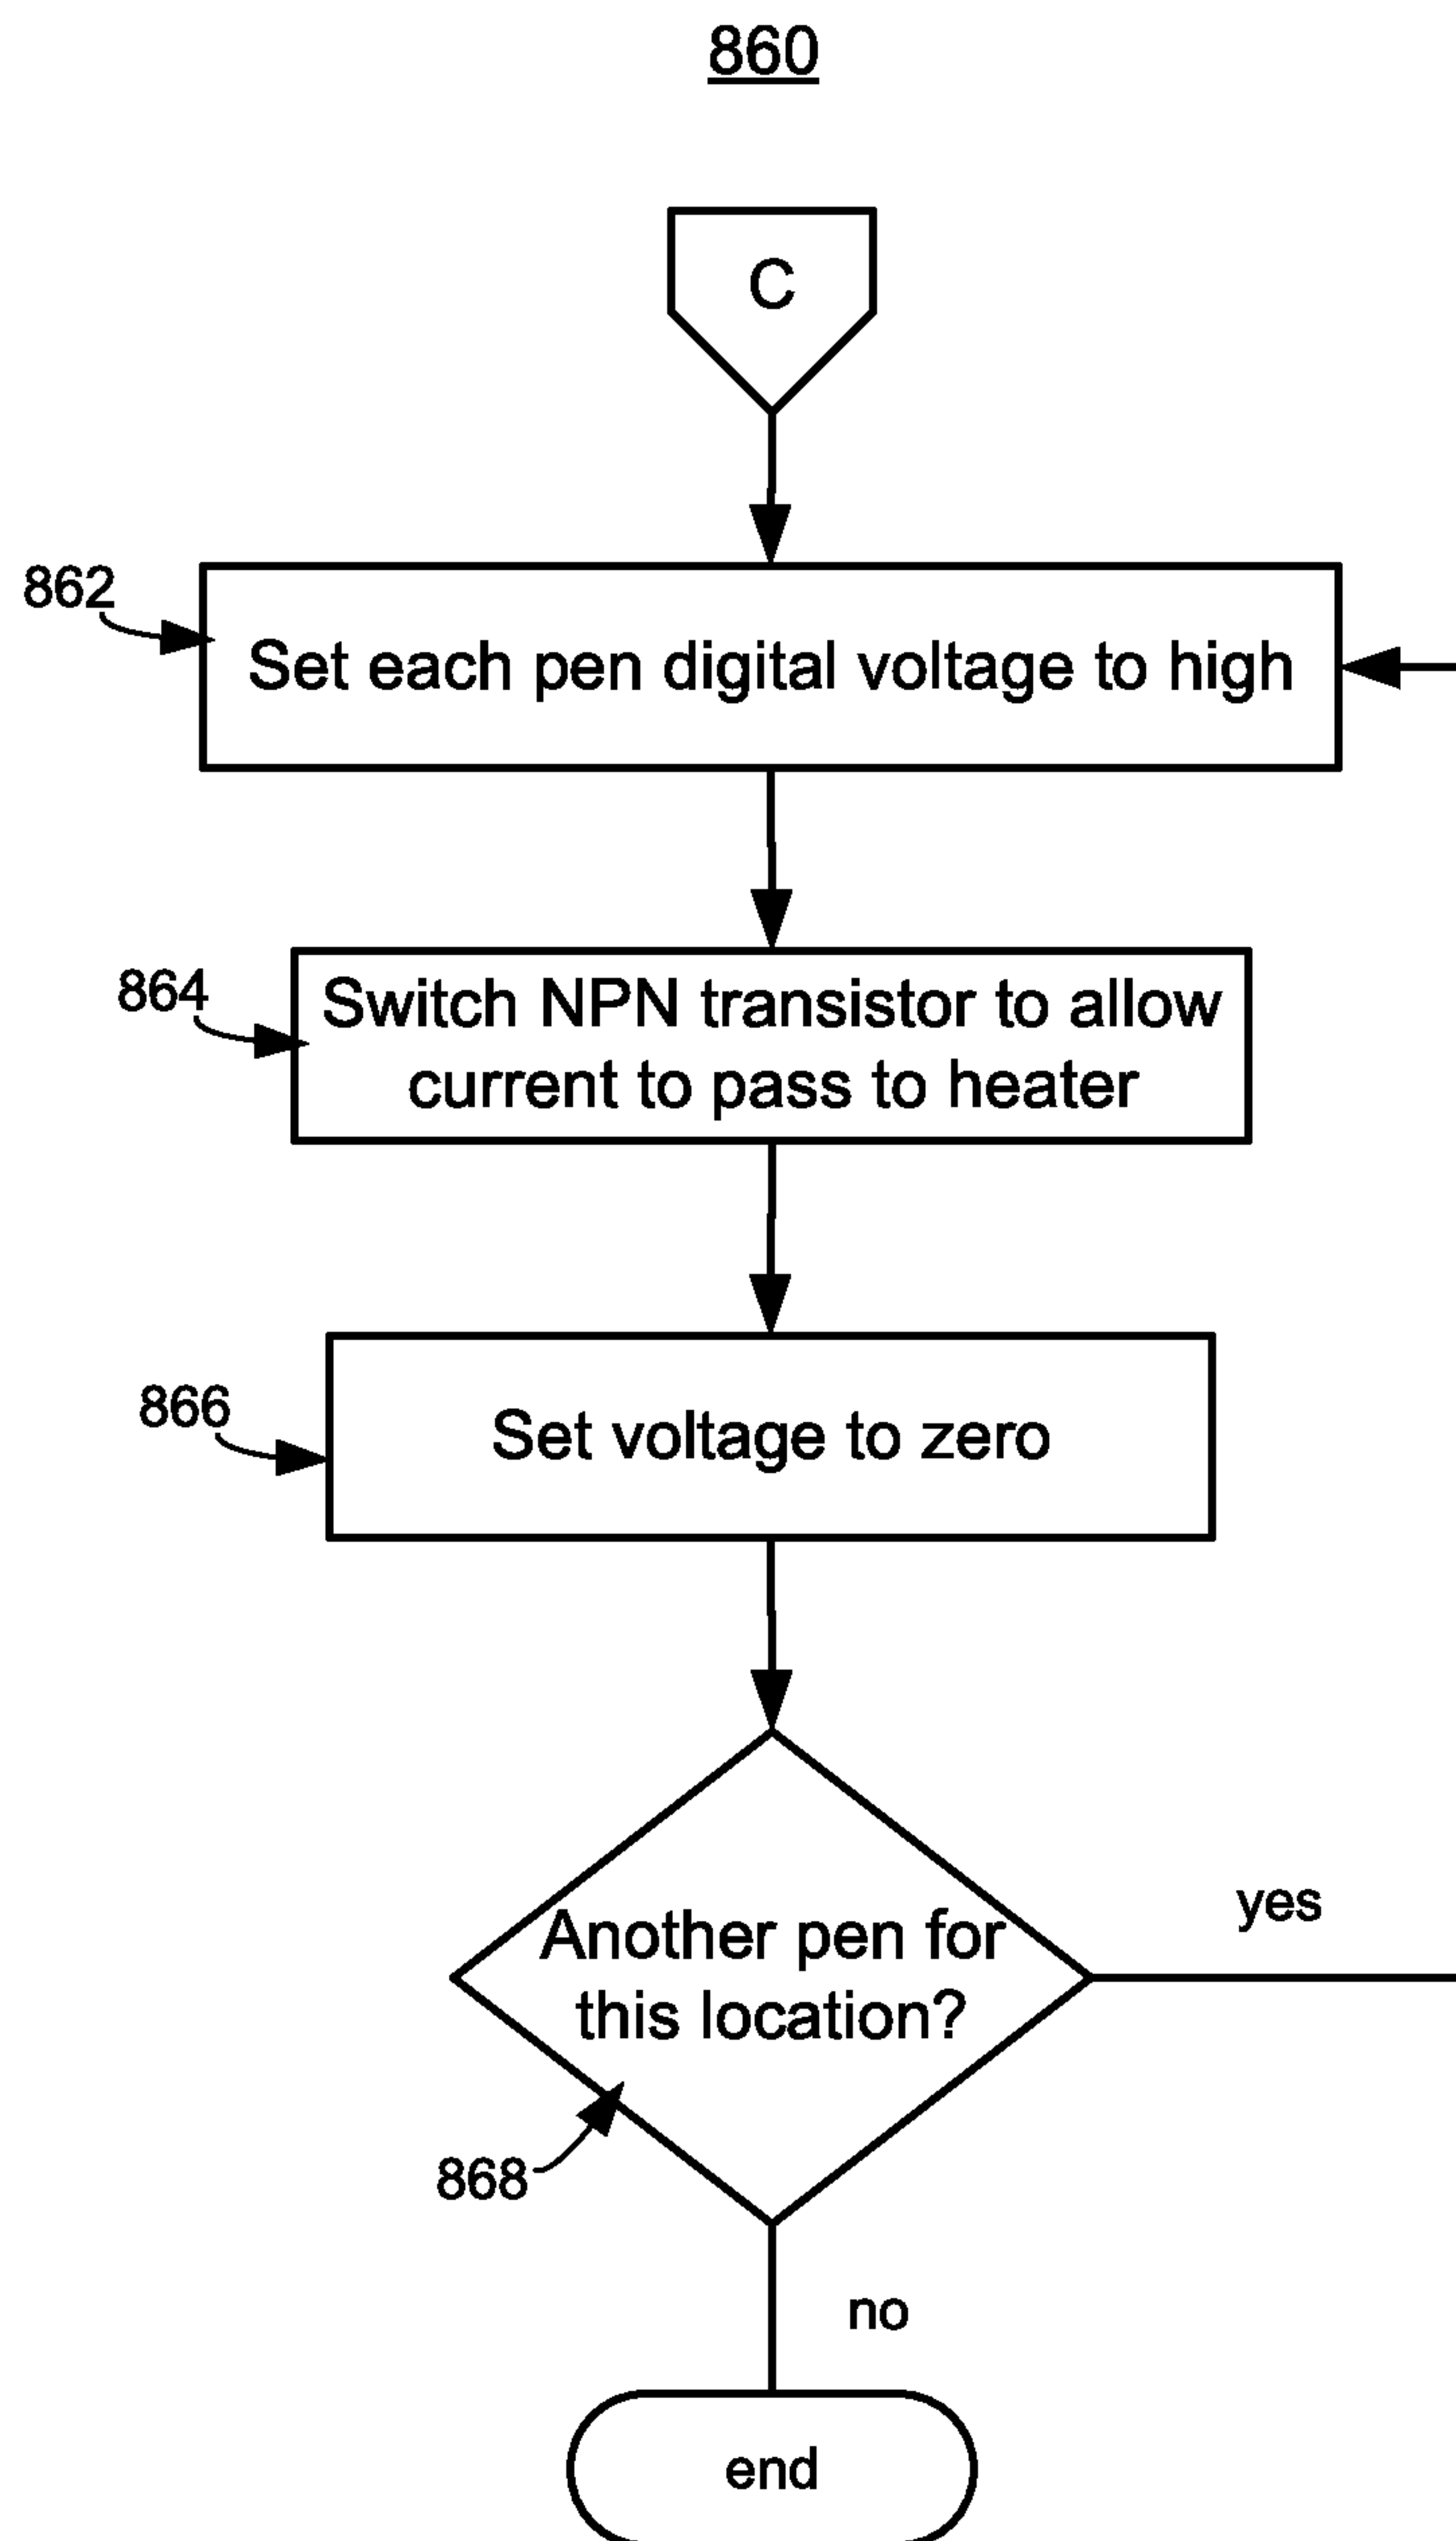 860
C
862
Set each pen digital voltage to high
864
Switch NPN transistor to allow
current to pass to heater
866
Set voltage to zero
Another pen for
this location?
yes
868
no
end